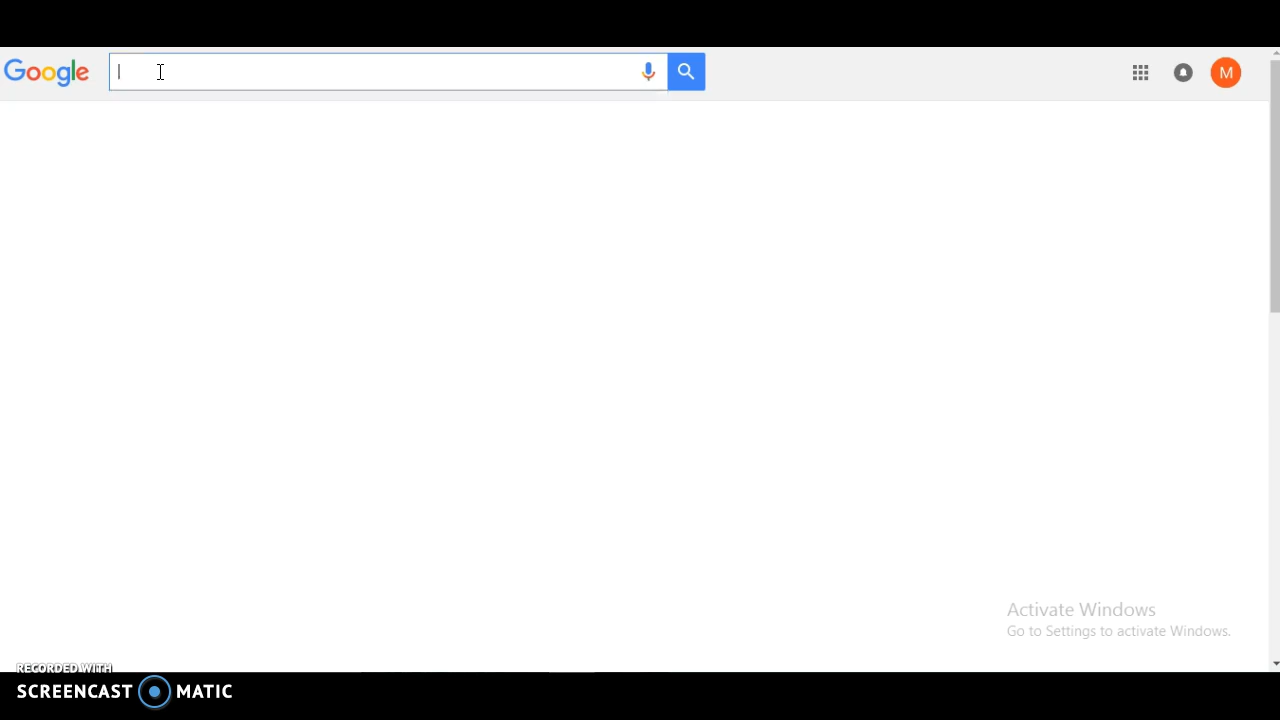 Google
M
Activate Windows
Go to Settings to activate Windows.
RECORDED WITH
SCREENCAST MATIC